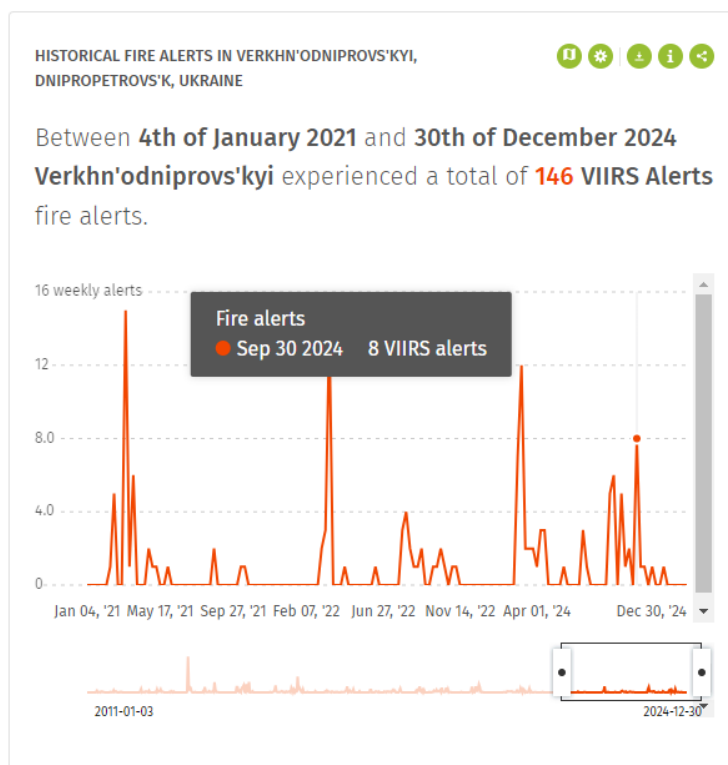 HISTORICAL FIRE ALERTS IN VERKHN'ODNIPROVS'KYI,
DNIPROPETROVS'K, UKRAINE
Between 4th of January 2021 and 30th of December 2024
Verkhn'odniprovs'kyi experienced a total of 146 VIIRS Alerts
fire alerts.
16 weekly alerts
Fire alerts
Sep 30 2024 8 VIIRS alerts
12
8.0
4.0
0
Jan 04, '21 May 17, '21 Sep 27, '21 Feb 07, '22 Jun 27, '22 Nov 14, '22 Apr 01, '24 Dec 30, '24
2011-01-03 2024-12-30